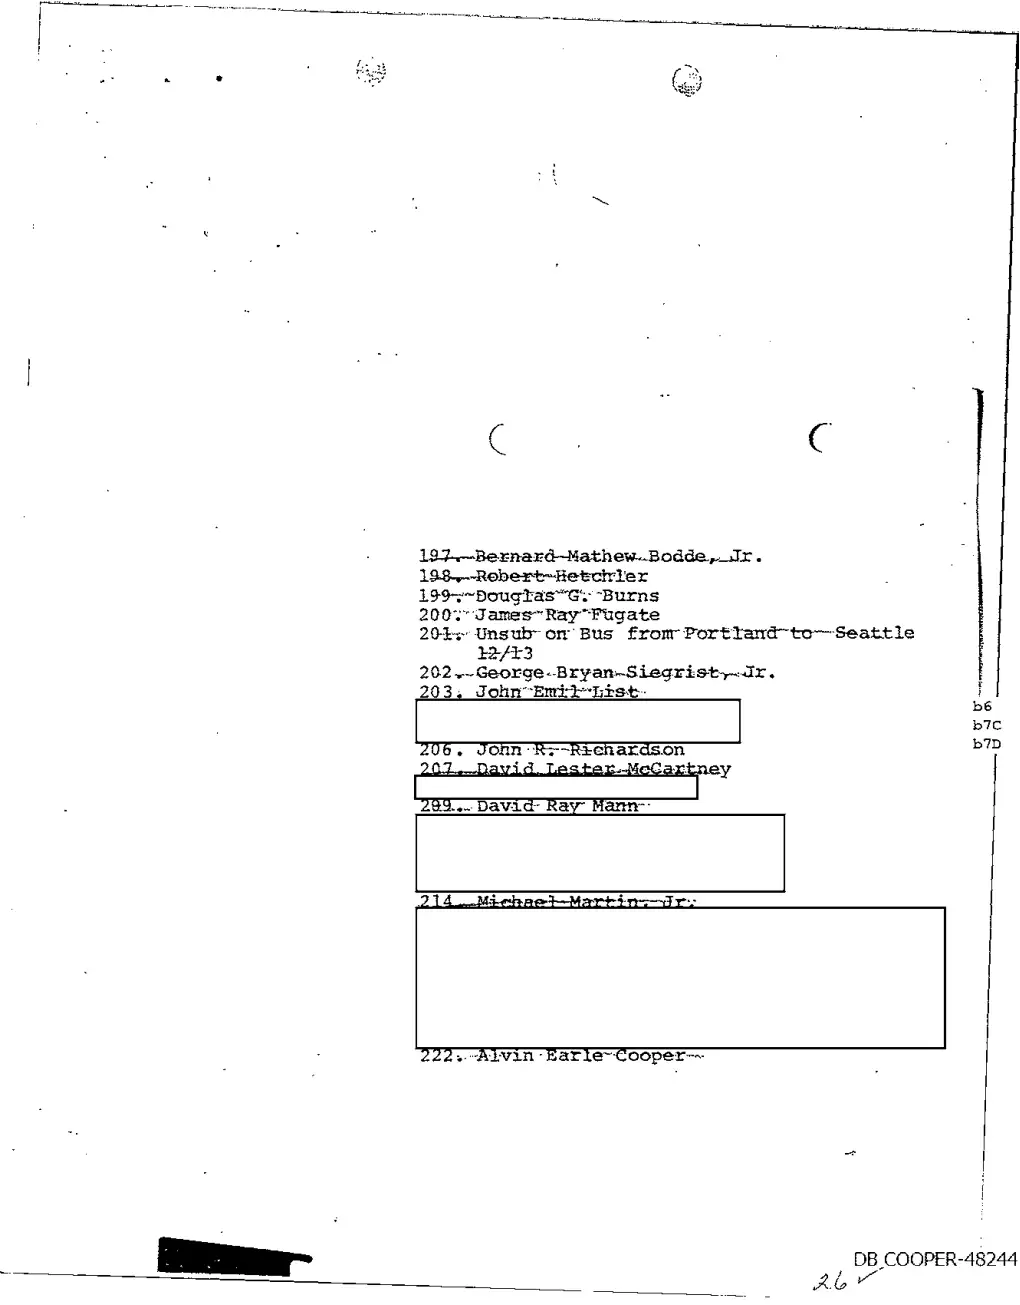 197. Bernard Mathew Bodde, Jr.
198. Robert Hetchler
199. Douglas G. Burns
200. James Ray Fugate
201. Unsub on Bus from Portland to Seattle
12/13
202. George Bryan Siegrist, Jr.
203. John Emil List
b6
b7C
b7D
206. John R. Richardson
207. David Lester McCartney
299. David Ray Mann
214 Michael Martin, Jr.
222. Alvin Earle Cooper
DB COOPER-48244
26 ✓